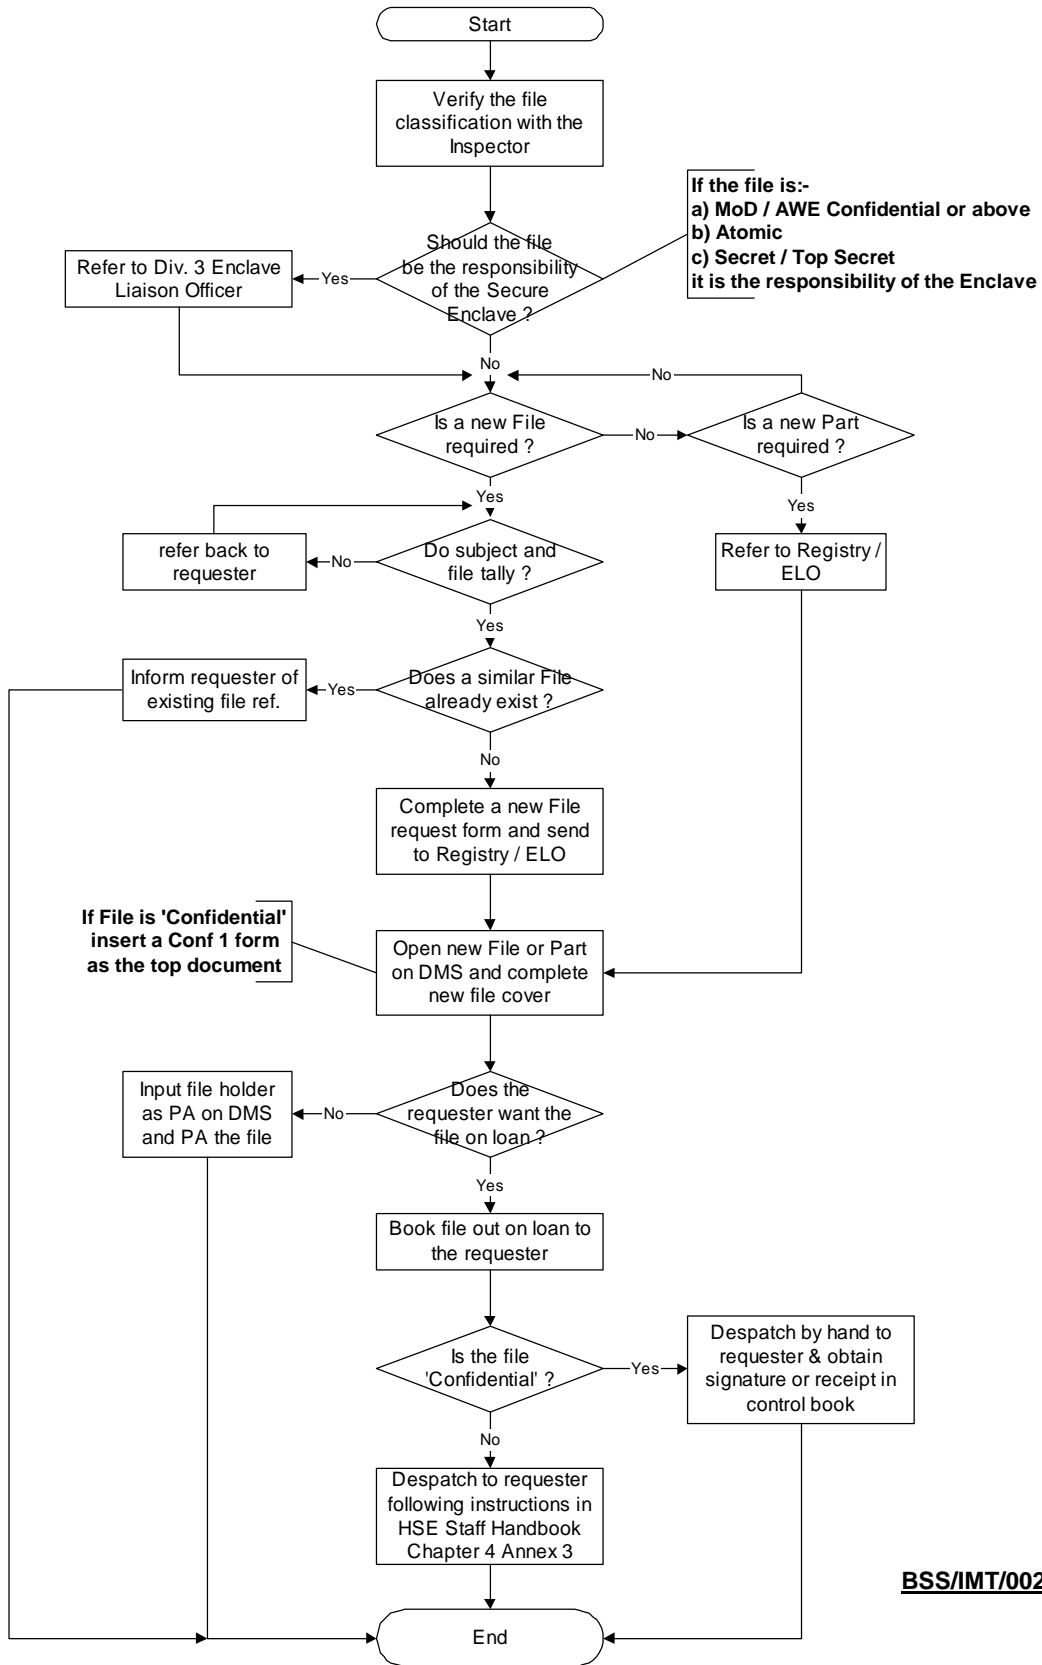 Start
Verify the file
classification with the
Inspector
If the file is:-
a) MoD / AWE Confidential or above
b) Atomic
c) Secret / Top Secret
it is the responsibility of the Enclave
Should the file
be the responsibility
of the Secure
Enclave ?
Yes
Refer to Div. 3 Enclave
Liaison Officer
No
No
Is a new File
required ?
No
Is a new Part
required ?
Yes
Yes
refer back to
requester
No
Do subject and
file tally ?
Refer to Registry /
ELO
Yes
Inform requester of
existing file ref.
Yes
Does a similar File
already exist ?
No
Complete a new File
request form and send
to Registry / ELO
If File is 'Confidential'
insert a Conf 1 form
as the top document
Open new File or Part
on DMS and complete
new file cover
Input file holder
as PA on DMS
and PA the file
No
Does the
requester want the
file on loan ?
Yes
Book file out on loan to
the requester
Is the file
'Confidential' ?
Yes
Despatch by hand to
requester & obtain
signature or receipt in
control book
No
Despatch to requester
following instructions in
HSE Staff Handbook
Chapter 4 Annex 3
BSS/IMT/002
End